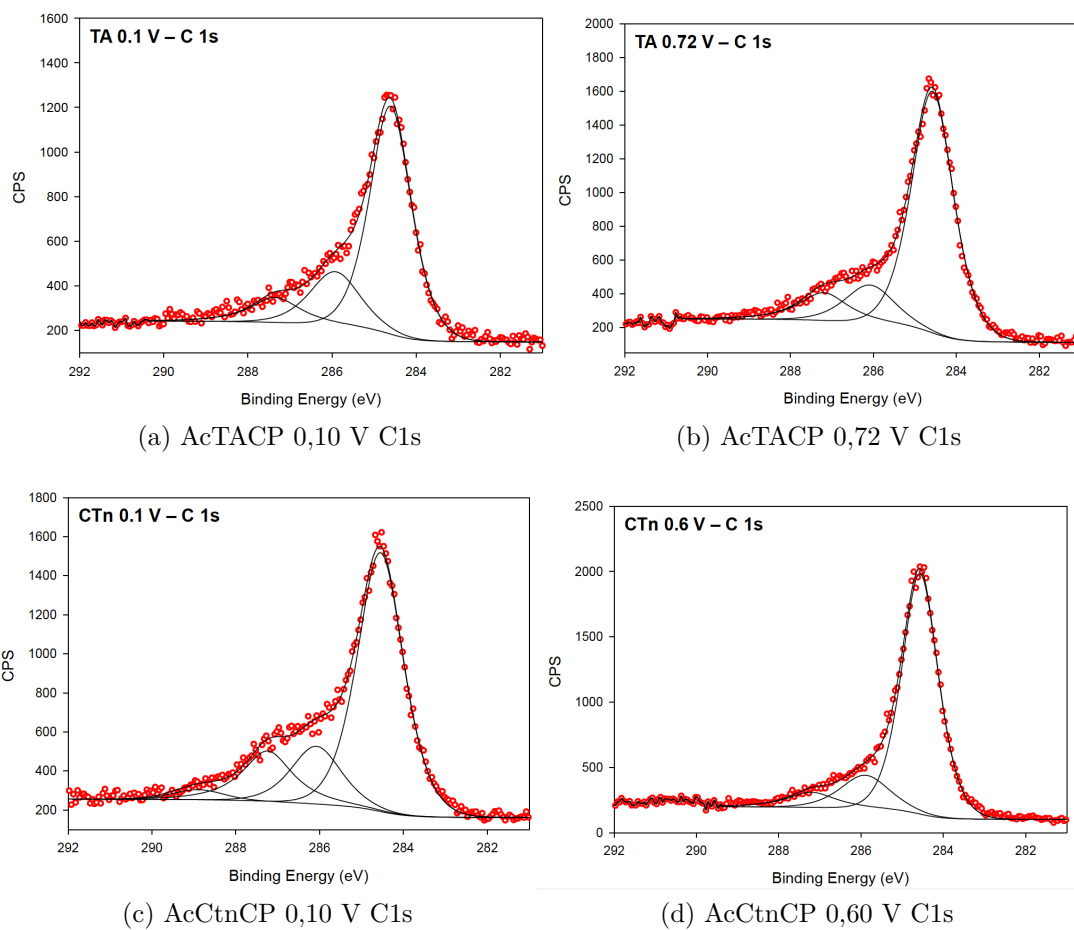 TA 0.1 V – C 1s
1600
1400
1200
1000
800
600
400
200
CPS
292 290 288 286 284 282
Binding Energy (eV)
(a) AcTACP 0,10 V C1s
TA 0.72 V – C 1s
2000
1800
1600
1400
1200
1000
800
600
400
200
CPS
292 290 288 286 284 282
Binding Energy (eV)
(b) AcTACP 0,72 V C1s
CTn 0.1 V – C 1s
1800
1600
1400
1200
1000
800
600
400
200
CPS
292 290 288 286 284 282
Binding Energy (eV)
(c) AcCtnCP 0,10 V C1s
CTn 0.6 V – C 1s
2500
2000
1500
1000
500
0
CPS
292 290 288 286 284 282
Binding Energy (eV)
(d) AcCtnCP 0,60 V C1s